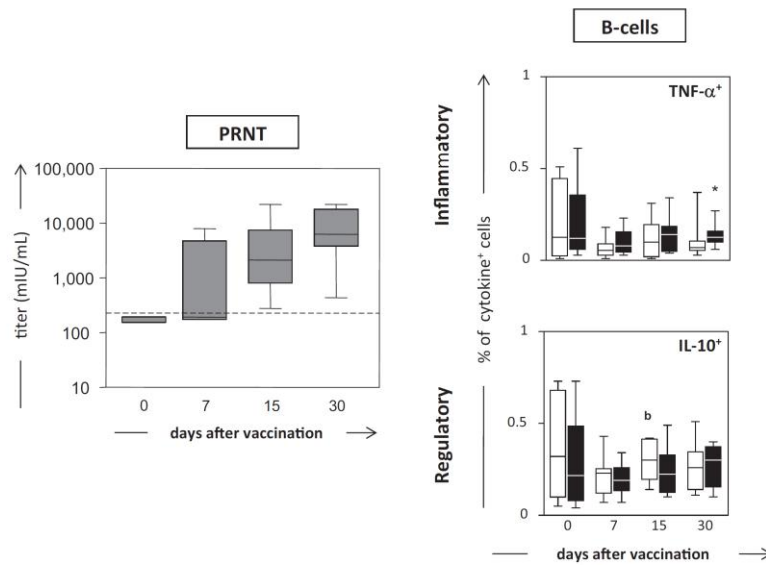 PRNT
100,000
10,000
1,000
100
10
titer (mIU/mL)
0 7 15 30
days after vaccination
B-cells
Inflammatory
Regulatory
% of cytokine⁺ cells
TNF-α⁺
1
0.5
0
*
IL-10⁺
1
0.5
0
b
0 7 15 30
days after vaccination